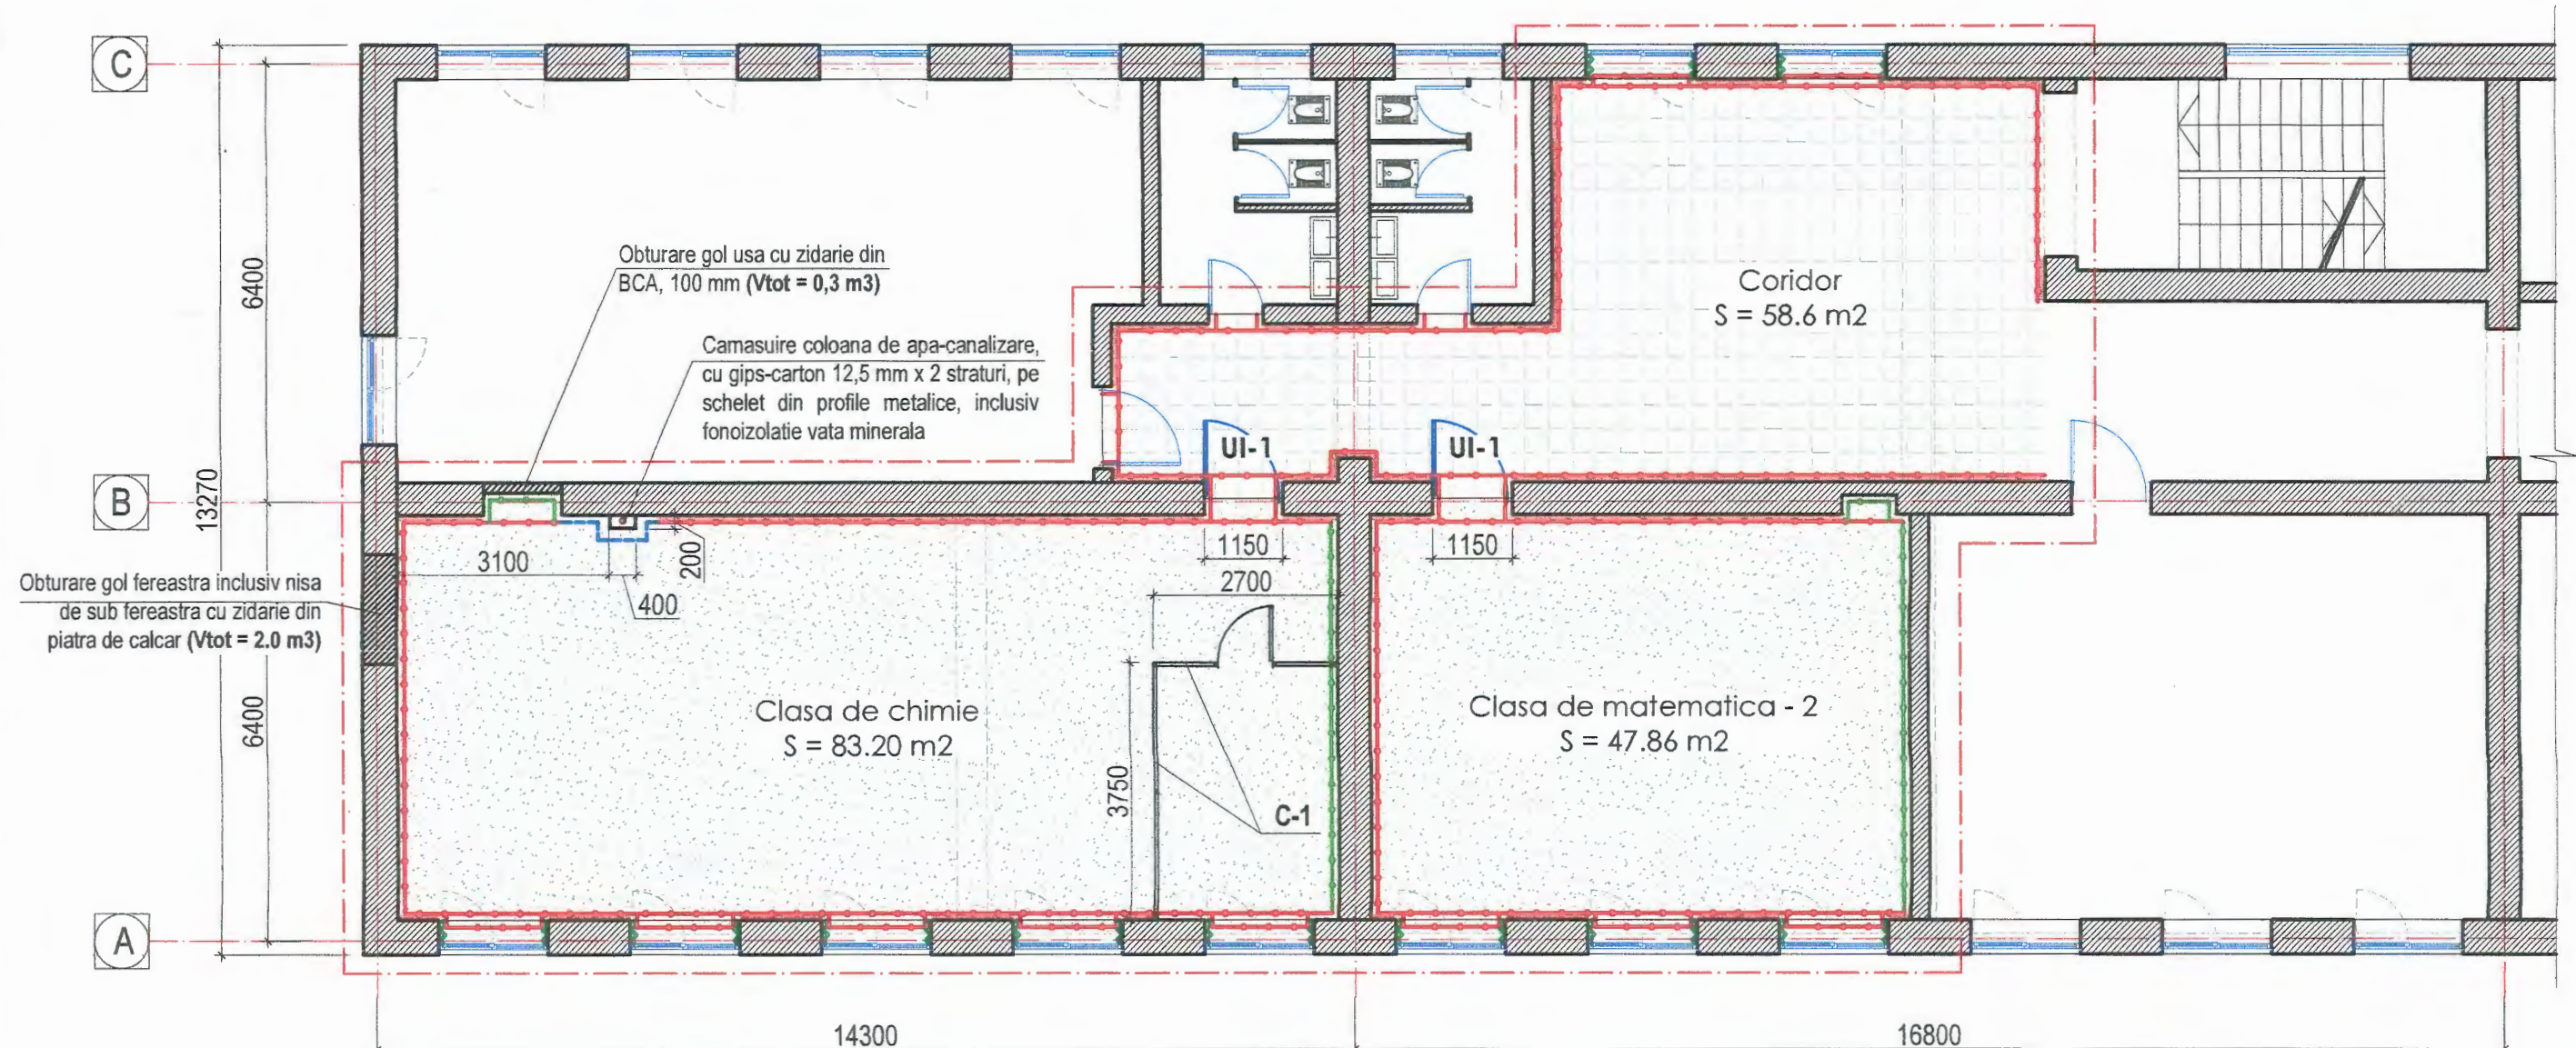 C
6400
13270
Obturare gol usa cu zidarie din
BCA, 100 mm (Vtot = 0,3 m3)
Camasuire coloana de apa-canalizare,
cu gips-carton 12,5 mm x 2 straturi, pe
schelet din profile metalice, inclusiv
fonoizolatie vata minerala
Coridor
S = 58.6 m2
UI-1
UI-1
B
3100
200
400
1150
2700
1150
Obturare gol fereastra inclusiv nisa
de sub fereastra cu zidarie din
piatra de calcar (Vtot = 2.0 m3)
6400
Clasa de chimie
S = 83.20 m2
3750
C-1
Clasa de matematica - 2
S = 47.86 m2
A
14300
16800